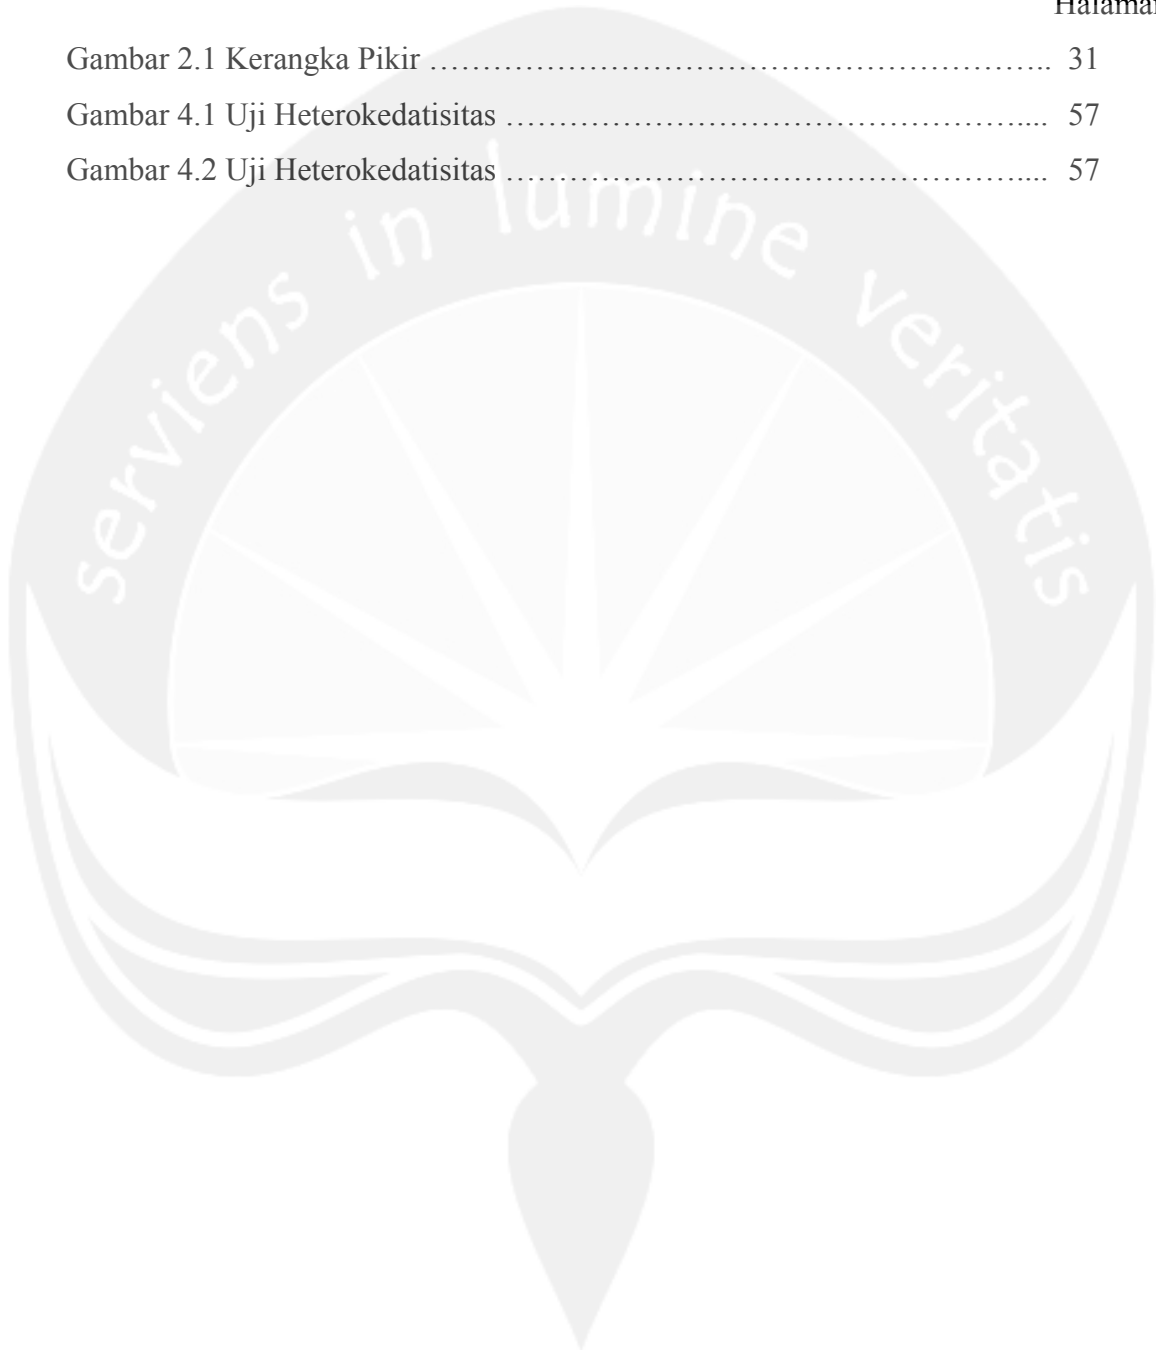 Halaman
Gambar 2.1 Kerangka Pikir ………………………………………………….. 31
Gambar 4.1 Uji Heterokedatisitas ………………………………………….... 57
Gambar 4.2 Uji Heterokedatisitas ………………………………………….... 57
serviens in lumine veritatis